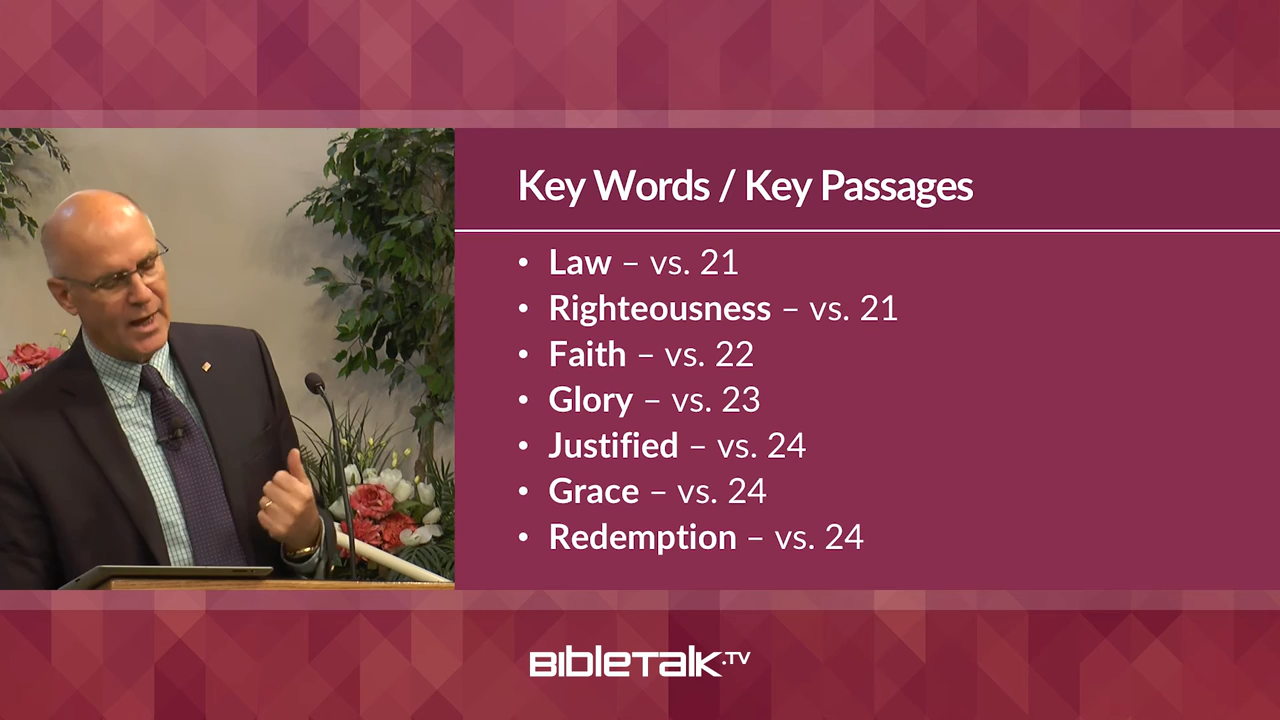 Key Words / Key Passages
• Law – vs. 21
• Righteousness – vs. 21
• Faith – vs. 22
• Glory – vs. 23
• Justified – vs. 24
• Grace – vs. 24
• Redemption – vs. 24
BIBLETALK.TV